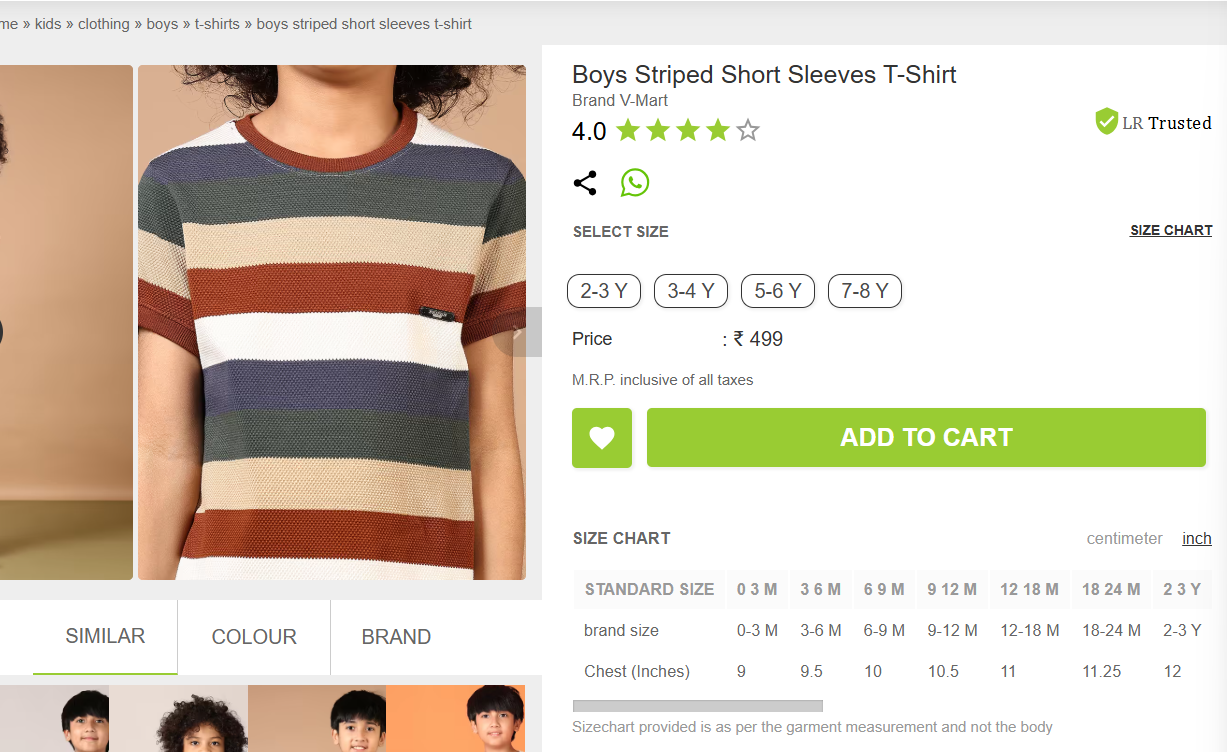 me » kids » clothing » boys » t-shirts » boys striped short sleeves t-shirt
Boys Striped Short Sleeves T-Shirt
Brand V-Mart
4.0
LR Trusted
SELECT SIZE
SIZE CHART
2-3 Y 3-4 Y 5-6 Y 7-8 Y
Price : ₹ 499
M.R.P. inclusive of all taxes
ADD TO CART
SIZE CHART
centimeter inch
STANDARD SIZE 0 3 M 3 6 M 6 9 M 9 12 M 12 18 M 18 24 M 2 3 Y
brand size 0-3 M 3-6 M 6-9 M 9-12 M 12-18 M 18-24 M 2-3 Y
Chest (Inches) 9 9.5 10 10.5 11 11.25 12
Sizechart provided is as per the garment measurement and not the body
SIMILAR COLOUR BRAND